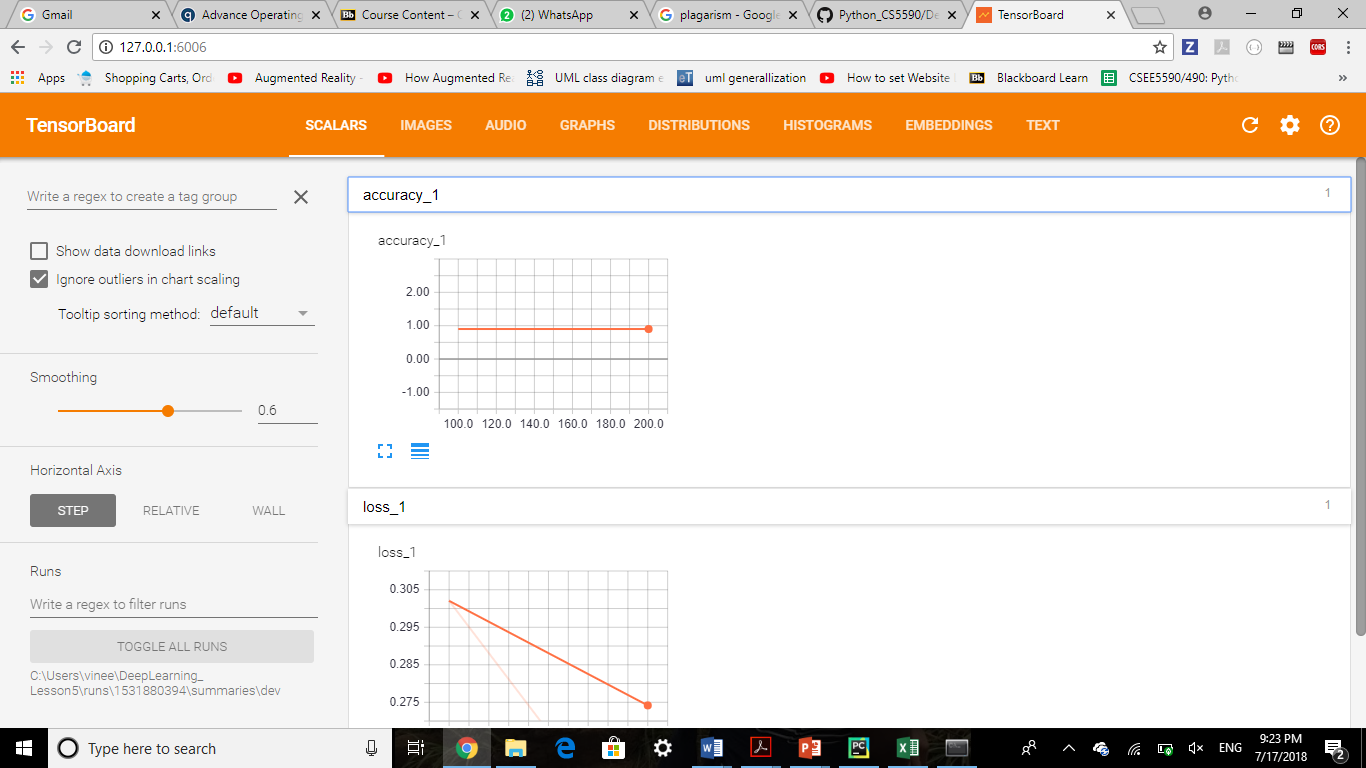 Gmail
Advance Operating
Course Content – C
(2) WhatsApp
plagarism - Google
Python_CS5590/De
TensorBoard
127.0.0.1:6006
Apps
Shopping Carts, Ord
Augmented Reality -
How Augmented Re
UML class diagram e
uml generallization
How to set Website
Blackboard Learn
CSEE5590/490: Pyth
TensorBoard
SCALARS
IMAGES
AUDIO
GRAPHS
DISTRIBUTIONS
HISTOGRAMS
EMBEDDINGS
TEXT
Write a regex to create a tag group
Show data download links
Ignore outliers in chart scaling
Tooltip sorting method: default
Smoothing
0.6
Horizontal Axis
STEP
RELATIVE
WALL
Runs
Write a regex to filter runs
TOGGLE ALL RUNS
C:\Users\vinee\DeepLearning_
Lesson5\runs\1531880394\summaries\dev
accuracy_1
1
accuracy_1
2.00
1.00
0.00
-1.00
100.0 120.0 140.0 160.0 180.0 200.0
loss_1
1
loss_1
0.305
0.295
0.285
0.275
Type here to search
ENG
9:23 PM
7/17/2018
2